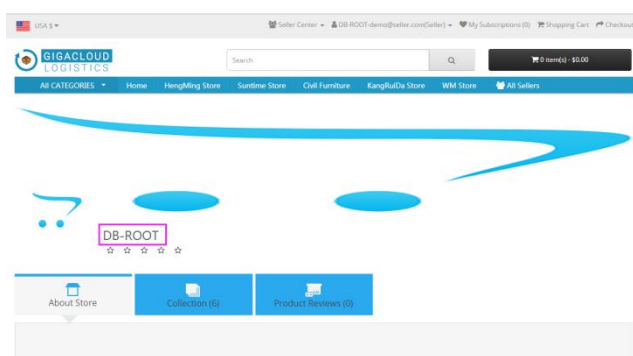 USA $ Seller Center DB-ROOT-demo@seller.com(Seller) My Subscriptions (0) Shopping Cart Checkout
GIGACLOUD
LOGISTICS
Search
0 item(s) - $0.00
All CATEGORIES Home HengMing Store Suntime Store Civil Furniture KangRuiDa Store WM Store All Sellers
DB-ROOT
About Store Collection (6) Product Reviews (0)